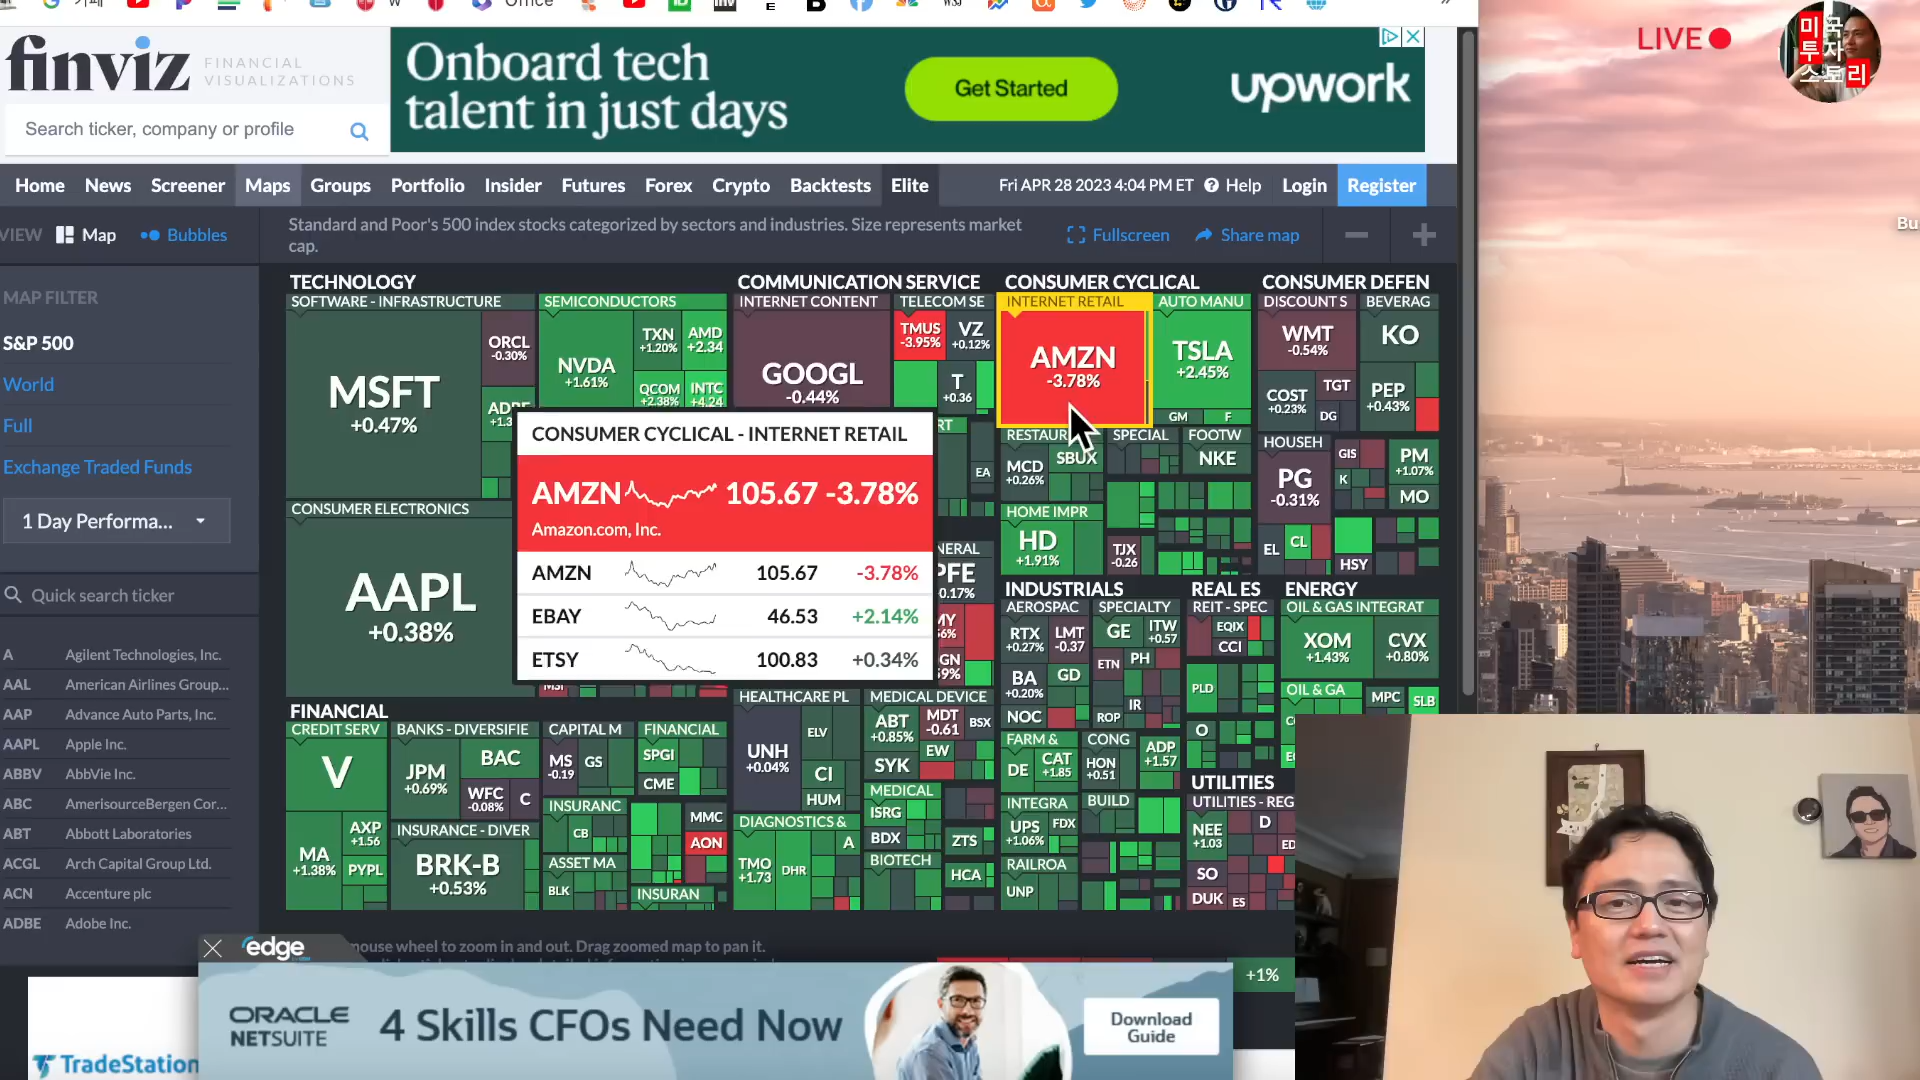 Office
finviz
FINANCIAL
VISUALIZATIONS
Search ticker, company or profile
Onboard tech
talent in just days
Get Started
upwork
LIVE
미국
투자
스토리
Home News Screener Maps Groups Portfolio Insider Futures Forex Crypto Backtests Elite
Fri APR 28 2023 4:04 PM ET Help Login Register
VIEW Map Bubbles
Standard and Poor's 500 index stocks categorized by sectors and industries. Size represents market
cap.
Fullscreen Share map
Bu
MAP FILTER
S&P 500
World
Full
Exchange Traded Funds
1 Day Performa...
Quick search ticker
A Agilent Technologies, Inc.
AAL American Airlines Group...
AAP Advance Auto Parts, Inc.
AAPL Apple Inc.
ABBV AbbVie Inc.
ABC AmerisourceBergen Cor...
ABT Abbott Laboratories
ACGL Arch Capital Group Ltd.
ACN Accenture plc
ADBE Adobe Inc.
TECHNOLOGY
SOFTWARE - INFRASTRUCTURE
MSFT
+0.47%
ORCL
-0.30%
SEMICONDUCTORS
NVDA
+1.61%
TXN
+1.20%
AMD
+2.34
QCOM
+2.38%
INTC
+4.24
CONSUMER ELECTRONICS
AAPL
+0.38%
COMMUNICATION SERVICE
INTERNET CONTENT
GOOGL
-0.44%
TELECOM SE
TMUS
-3.95%
VZ
+0.12%
T
+0.36
EA
CONSUMER CYCLICAL
INTERNET RETAIL
AMZN
-3.78%
AUTO MANU
TSLA
+2.45%
GM
F
RESTAUR
MCD
+0.26%
SBUX
SPECIAL
FOOTW
NKE
HOME IMPR
HD
+1.91%
TJX
-0.26
CONSUMER DEFEN
DISCOUNT S
WMT
-0.54%
COST
+0.23%
TGT
DG
BEVERAG
KO
PEP
+0.43%
HOUSEH
PG
-0.31%
GIS
K
PM
+1.07%
MO
EL
CL
HSY
CONSUMER CYCLICAL - INTERNET RETAIL
AMZN 105.67 -3.78%
Amazon.com, Inc.
AMZN 105.67 -3.78%
EBAY 46.53 +2.14%
ETSY 100.83 +0.34%
INDUSTRIALS
AEROSPAC
RTX
+0.27%
LMT
-0.37
BA
+0.20%
GD
NOC
SPECIALTY
GE
ITW
+0.57
ETN
PH
IR
ROP
FARM &
DE
CAT
+1.85
CONG
HON
+0.51
ADP
+1.57
INTEGRA
UPS
+1.06%
FDX
BUILD
RAILROA
UNP
REAL ES
REIT - SPEC
EQIX
CCI
PLD
O
ENERGY
OIL & GAS INTEGRAT
XOM
+1.43%
CVX
+0.80%
OIL & GA
MPC
SLB
UTILITIES
UTILITIES - REG
NEE
+1.03
D
SO
DUK
ES
FINANCIAL
CREDIT SERV
V
MA
+1.38%
AXP
+1.56
PYPL
BANKS - DIVERSIFIE
JPM
+0.69%
BAC
WFC
-0.08%
C
INSURANCE - DIVER
BRK-B
+0.53%
CAPITAL M
MS
-0.19
GS
INSURANC
CB
ASSET MA
BLK
FINANCIAL
SPGI
CME
MMC
AON
INSURAN
HEALTHCARE PL
UNH
+0.04%
ELV
CI
HUM
DIAGNOSTICS &
TMO
+1.73
DHR
A
MEDICAL DEVICE
ABT
+0.85%
MDT
-0.61
BSX
EW
SYK
MEDICAL
ISRG
BDX
BIOTECH
ZTS
HCA
mouse wheel to zoom in and out. Drag zoomed map to pan it.
+1%
edge
ORACLE
NETSUITE
4 Skills CFOs Need Now
Download
Guide
TradeStation